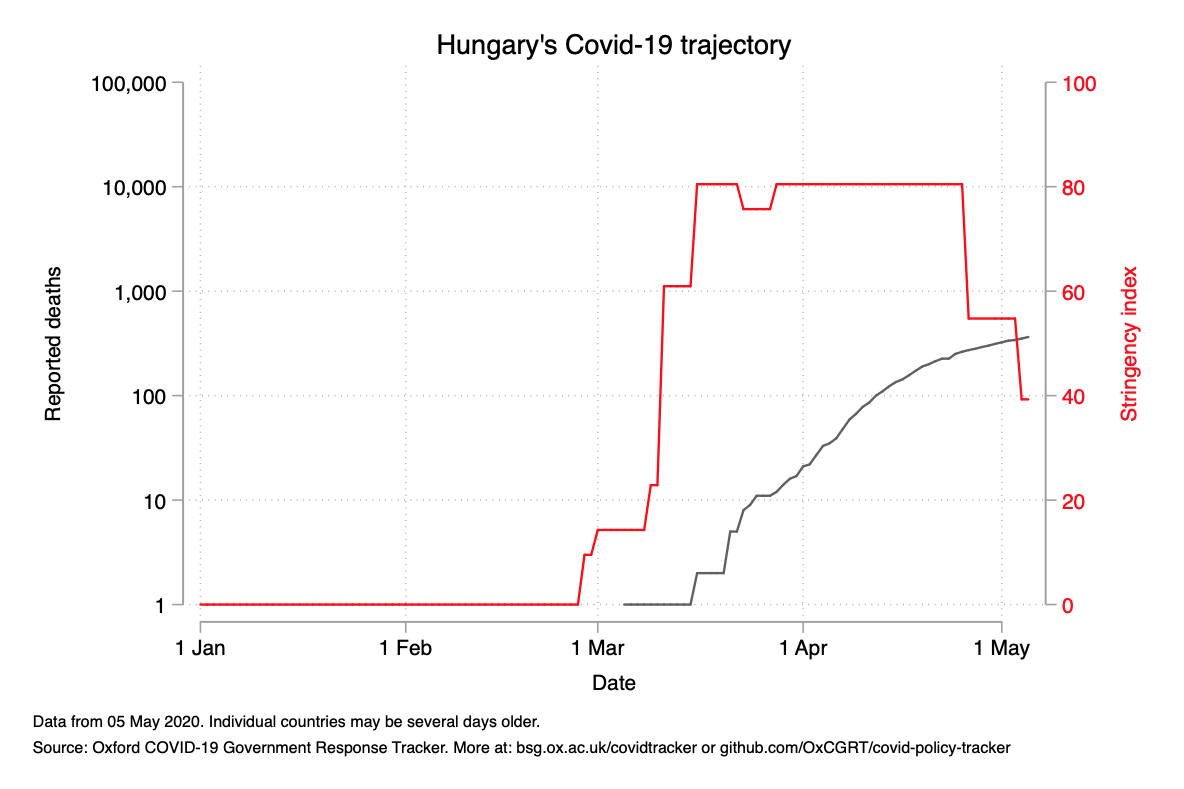 Hungary's Covid-19 trajectory
100,000
10,000
1,000
100
10
1
Reported deaths
100
80
60
40
20
0
Stringency index
1 Jan
1 Feb
1 Mar
1 Apr
1 May
Date
Data from 05 May 2020. Individual countries may be several days older.
Source: Oxford COVID-19 Government Response Tracker. More at: bsg.ox.ac.uk/covidtracker or github.com/OxCGRT/covid-policy-tracker